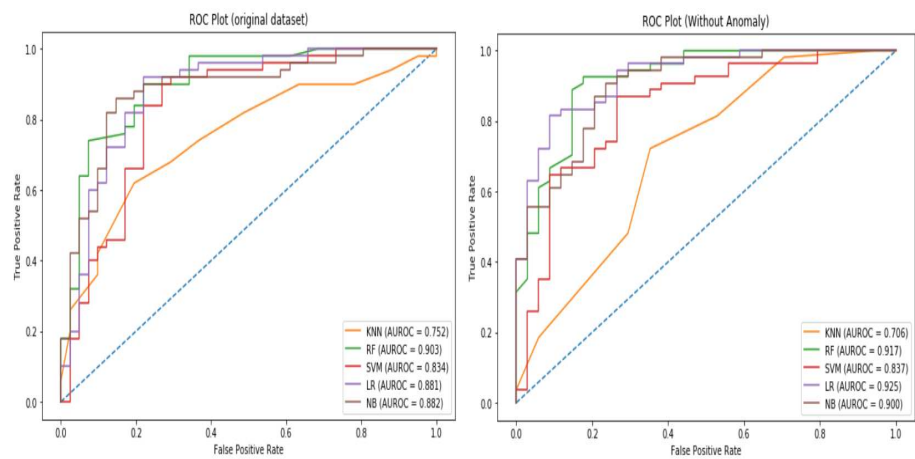 ROC Plot (original dataset)
True Positive Rate
1.0
0.8
0.6
0.4
0.2
0.0
KNN (AUROC = 0.752)
RF (AUROC = 0.903)
SVM (AUROC = 0.834)
LR (AUROC = 0.881)
NB (AUROC = 0.882)
0.0 0.2 0.4 0.6 0.8 1.0
False Positive Rate
ROC Plot (Without Anomaly)
True Positive Rate
1.0
0.8
0.6
0.4
0.2
0.0
KNN (AUROC = 0.706)
RF (AUROC = 0.917)
SVM (AUROC = 0.837)
LR (AUROC = 0.925)
NB (AUROC = 0.900)
0.0 0.2 0.4 0.6 0.8 1.0
False Positive Rate